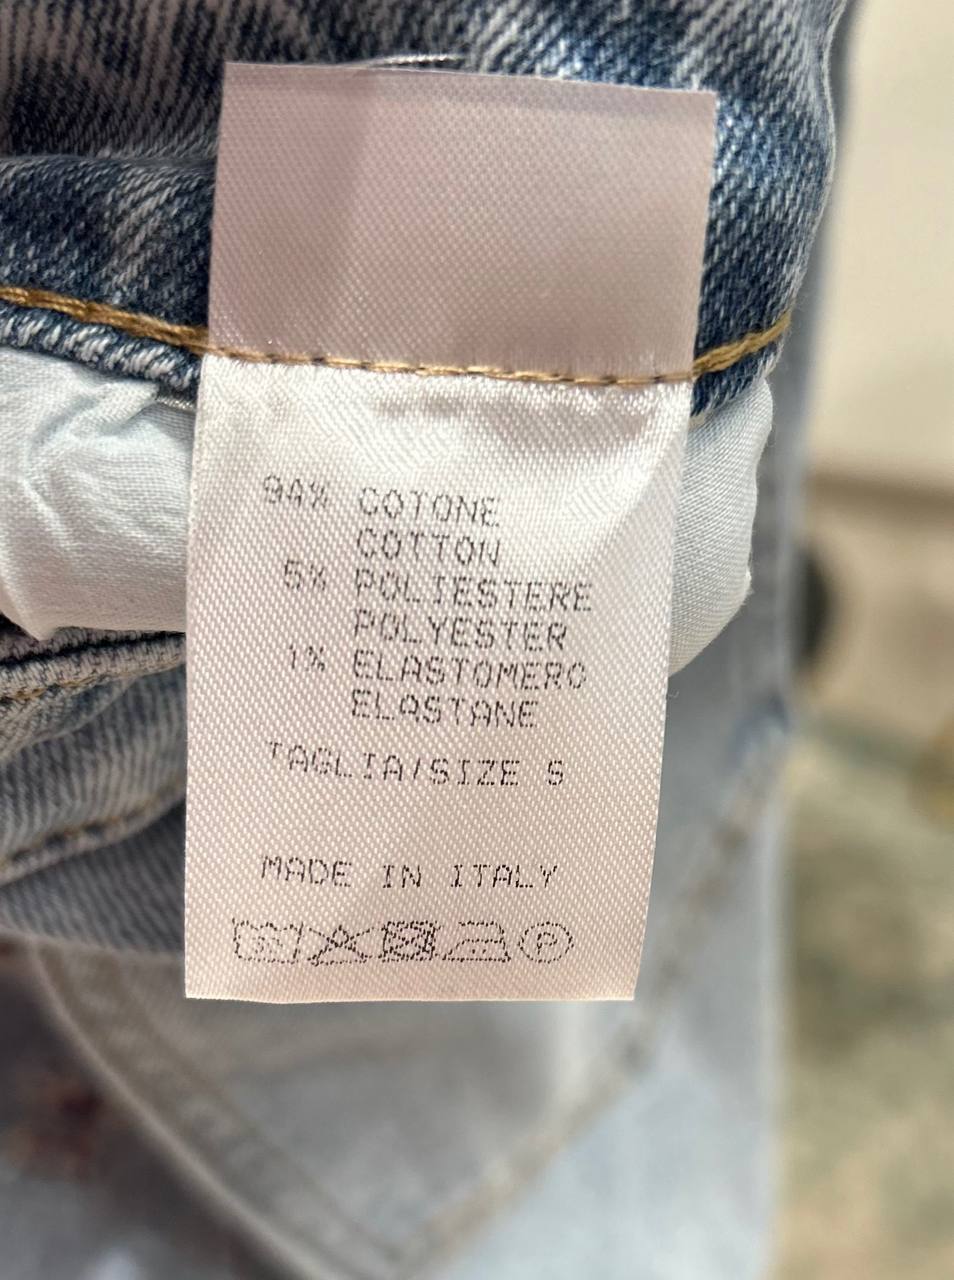 94% COTONE
COTTON
5% POLIESTERE
POLYESTER
1% ELASTOMERO
ELASTANE
TAGLIA/SIZE S
MADE IN ITALY
P